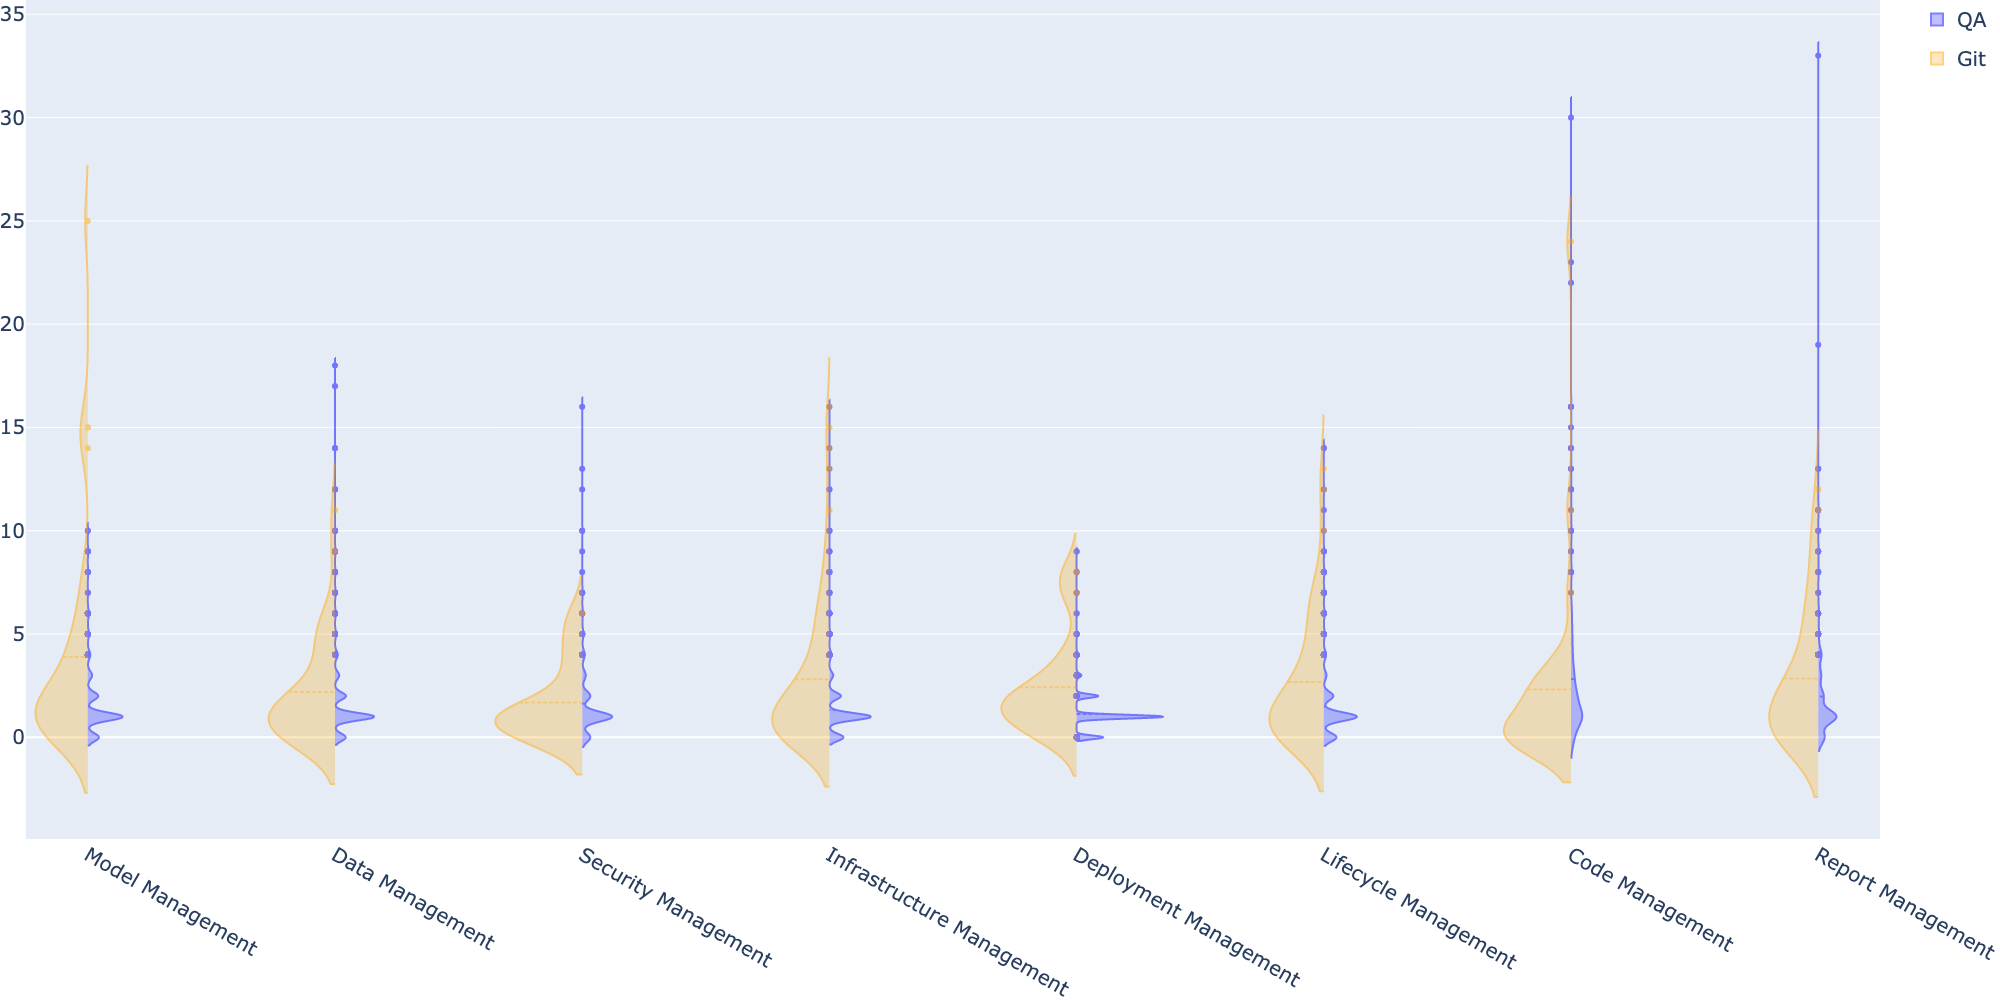 35
30
25
20
15
10
5
0
QA
Git
Model Management
Data Management
Security Management
Infrastructure Management
Deployment Management
Lifecycle Management
Code Management
Report Management